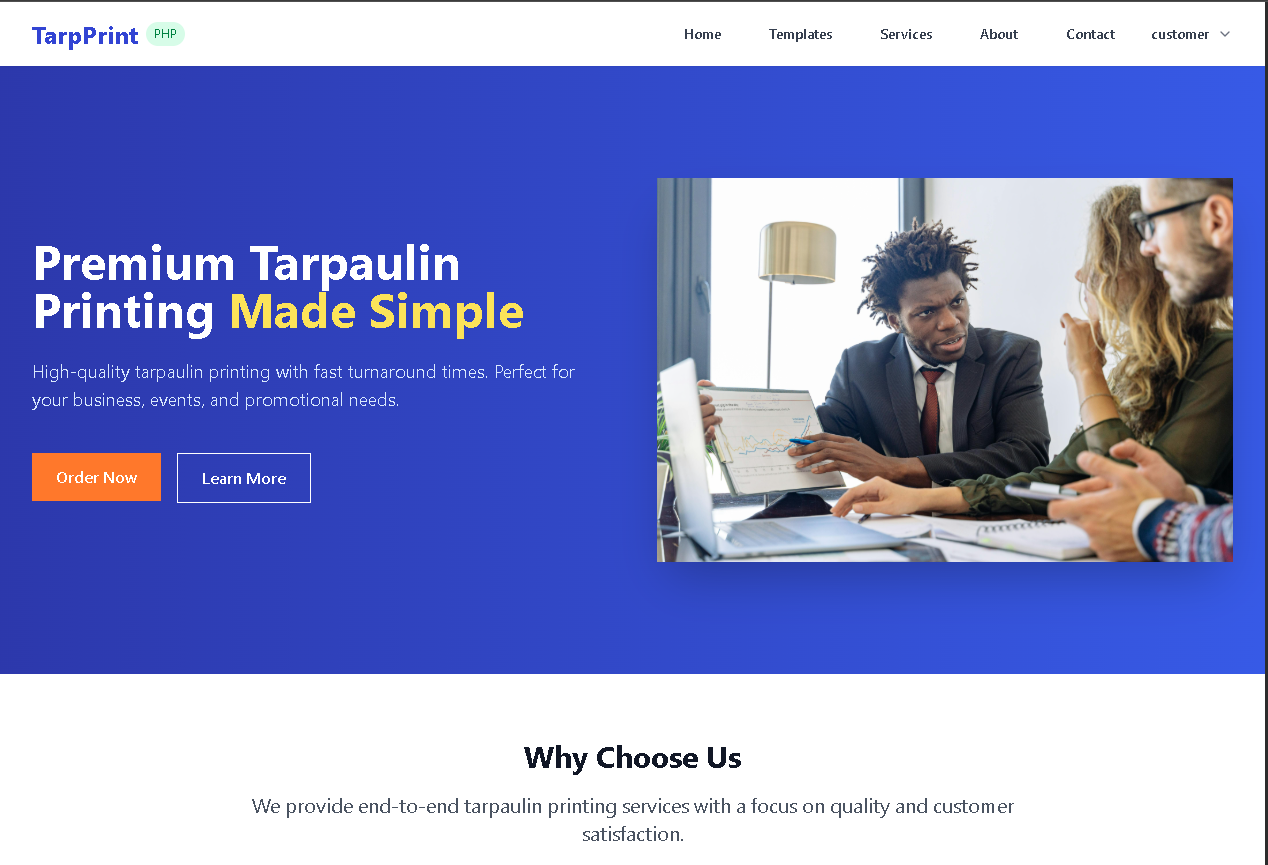 TarpPrint PHP Home Templates Services About Contact customer
Premium Tarpaulin
Printing Made Simple
High-quality tarpaulin printing with fast turnaround times. Perfect for
your business, events, and promotional needs.
Order Now Learn More
Why Choose Us
We provide end-to-end tarpaulin printing services with a focus on quality and customer
satisfaction.